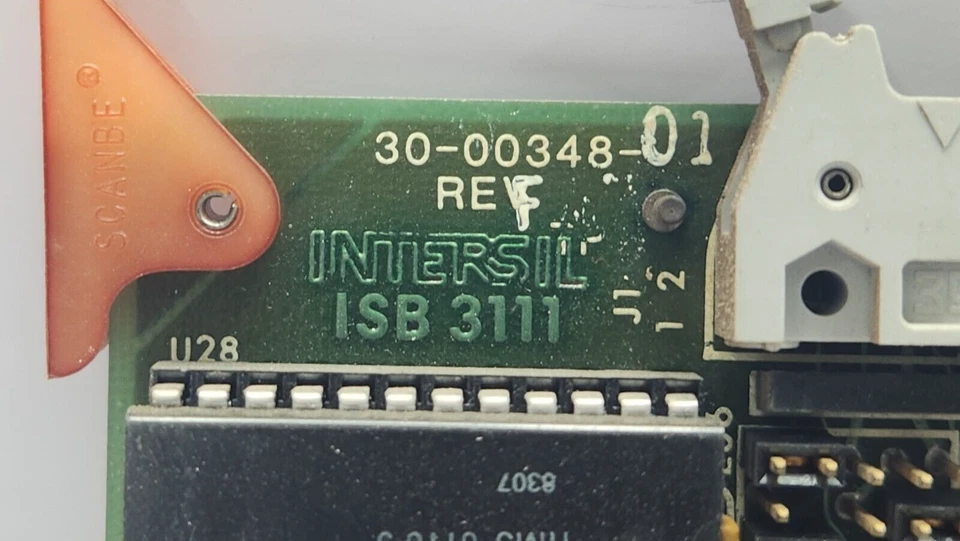 SCANBE®
30-00348-01
REV F
INTERSIL
ISB 3111
J1
1 2
U28
8307